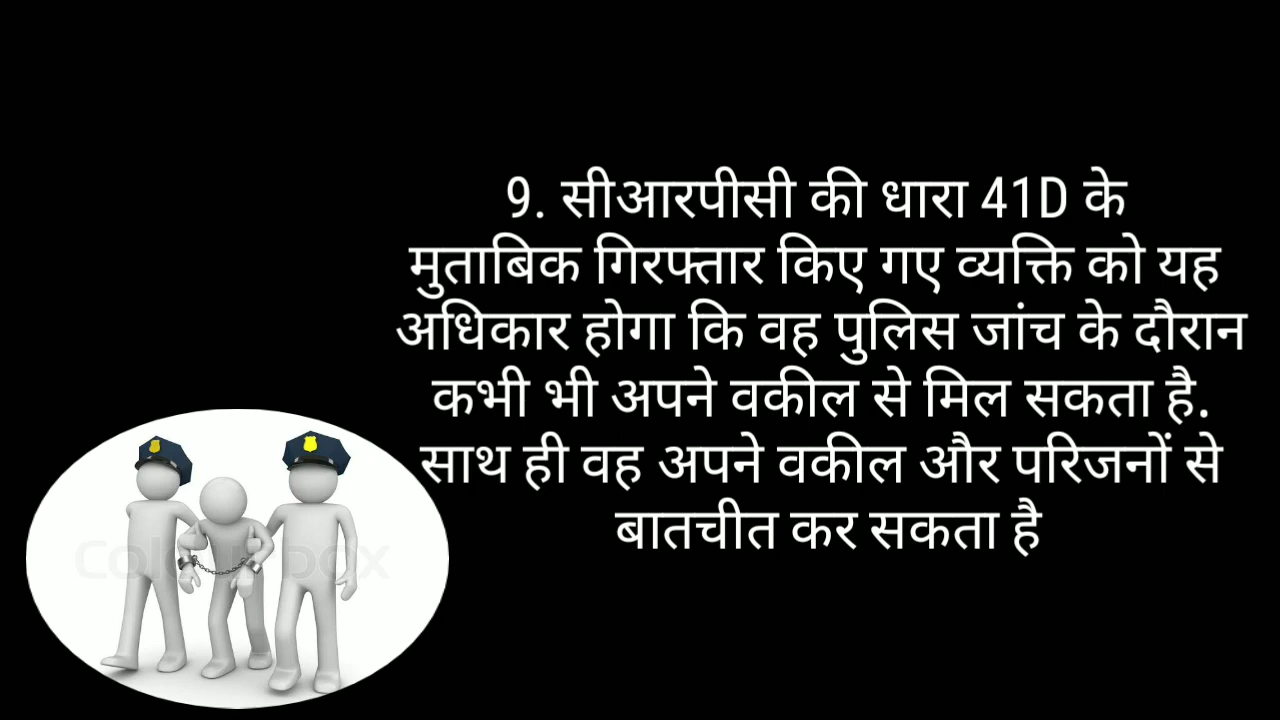 9. सीआरपीसी की धारा 41D के
मुताबिक गिरफ्तार किए गए व्यक्ति को यह
अधिकार होगा कि वह पुलिस जांच के दौरान
कभी भी अपने वकील से मिल सकता है.
साथ ही वह अपने वकील और परिजनों से
बातचीत कर सकता है